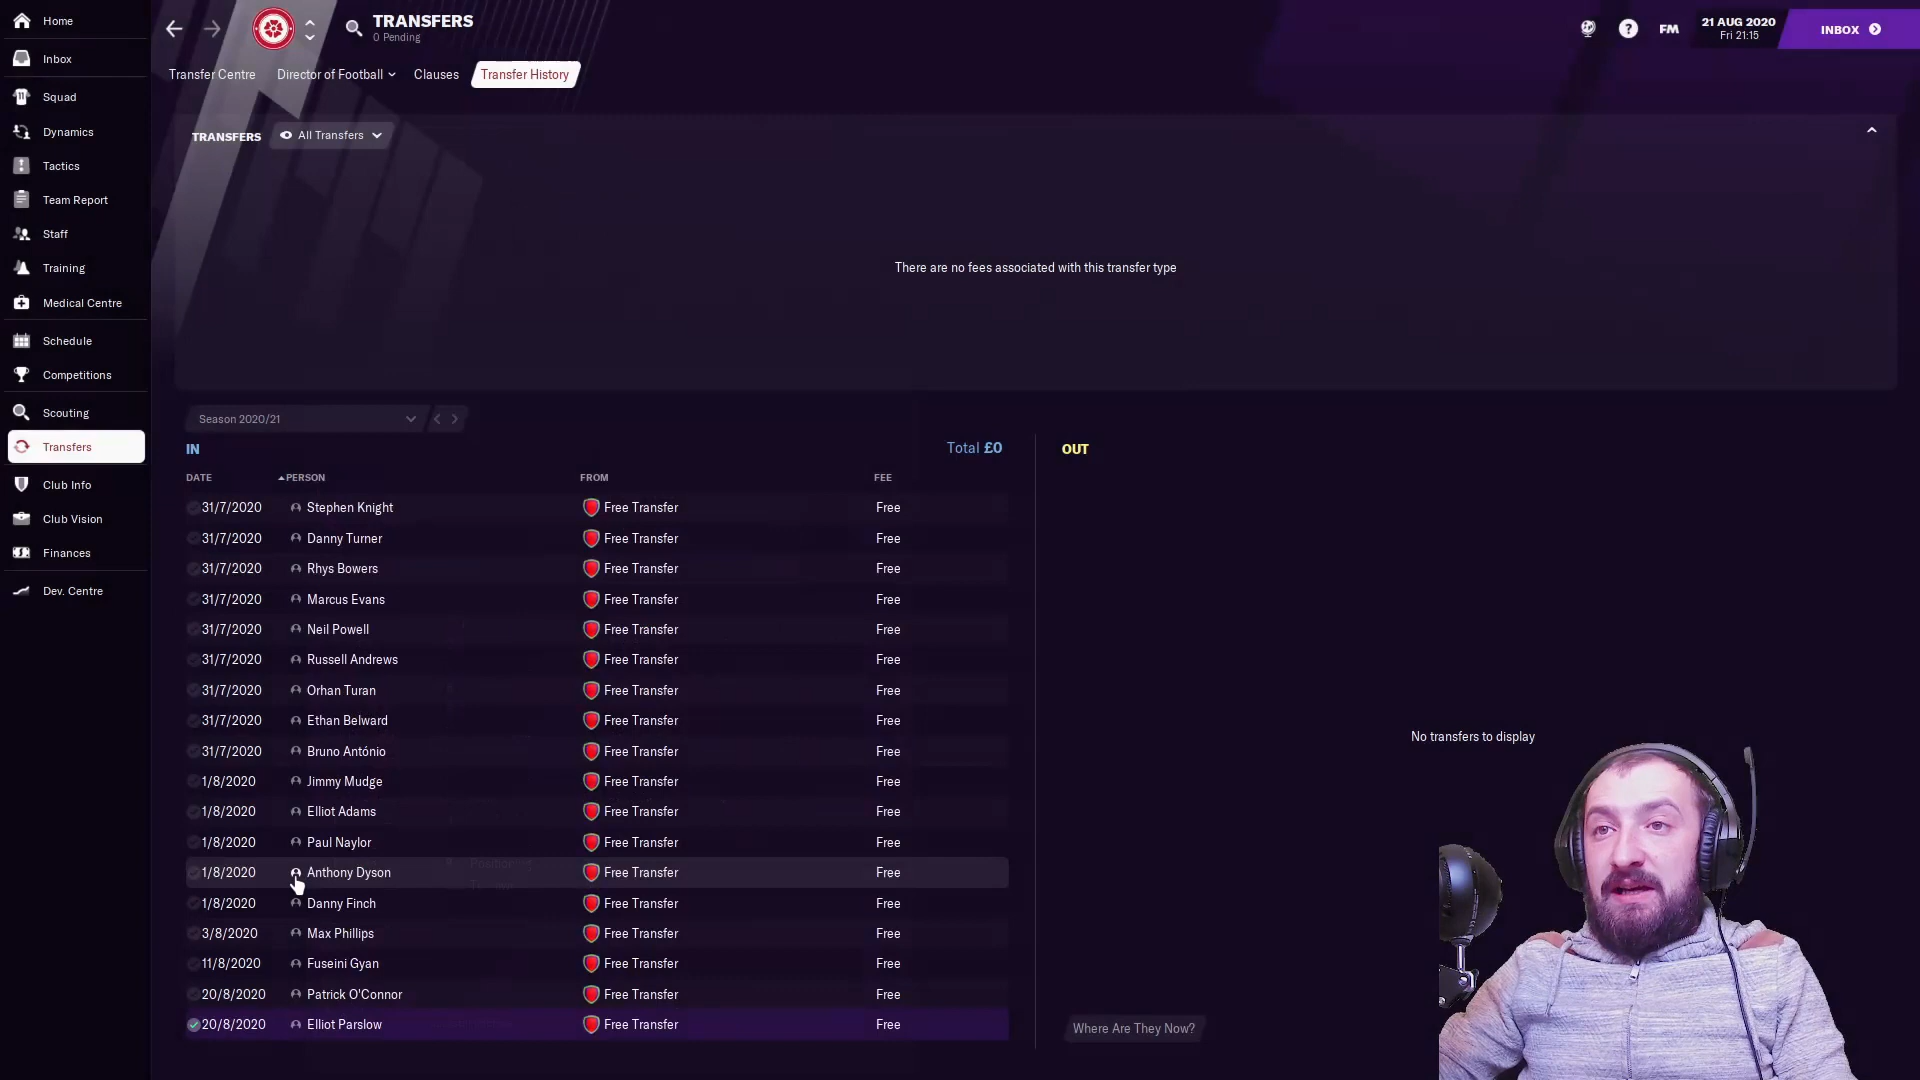 Home
Inbox
Squad
Dynamics
Tactics
Team Report
Staff
Training
Medical Centre
Schedule
Competitions
Scouting
Transfers
Club Info
Club Vision
Finances
Dev. Centre
TRANSFERS
0 Pending
FM
21 AUG 2020
Fri 21:15
INBOX
Transfer Centre Director of Football Clauses Transfer History
TRANSFERS All Transfers
There are no fees associated with this transfer type
Season 2020/21
IN Total £0
DATE PERSON FROM FEE
31/7/2020 Stephen Knight Free Transfer Free
31/7/2020 Danny Turner Free Transfer Free
31/7/2020 Rhys Bowers Free Transfer Free
31/7/2020 Marcus Evans Free Transfer Free
31/7/2020 Neil Powell Free Transfer Free
31/7/2020 Russell Andrews Free Transfer Free
31/7/2020 Orhan Turan Free Transfer Free
31/7/2020 Ethan Belward Free Transfer Free
31/7/2020 Bruno António Free Transfer Free
1/8/2020 Jimmy Mudge Free Transfer Free
1/8/2020 Elliot Adams Free Transfer Free
1/8/2020 Paul Naylor Free Transfer Free
1/8/2020 Anthony Dyson Free Transfer Free
1/8/2020 Danny Finch Free Transfer Free
3/8/2020 Max Phillips Free Transfer Free
11/8/2020 Fuseini Gyan Free Transfer Free
20/8/2020 Patrick O'Connor Free Transfer Free
20/8/2020 Elliot Parslow Free Transfer Free
OUT
No transfers to display
Where Are They Now?